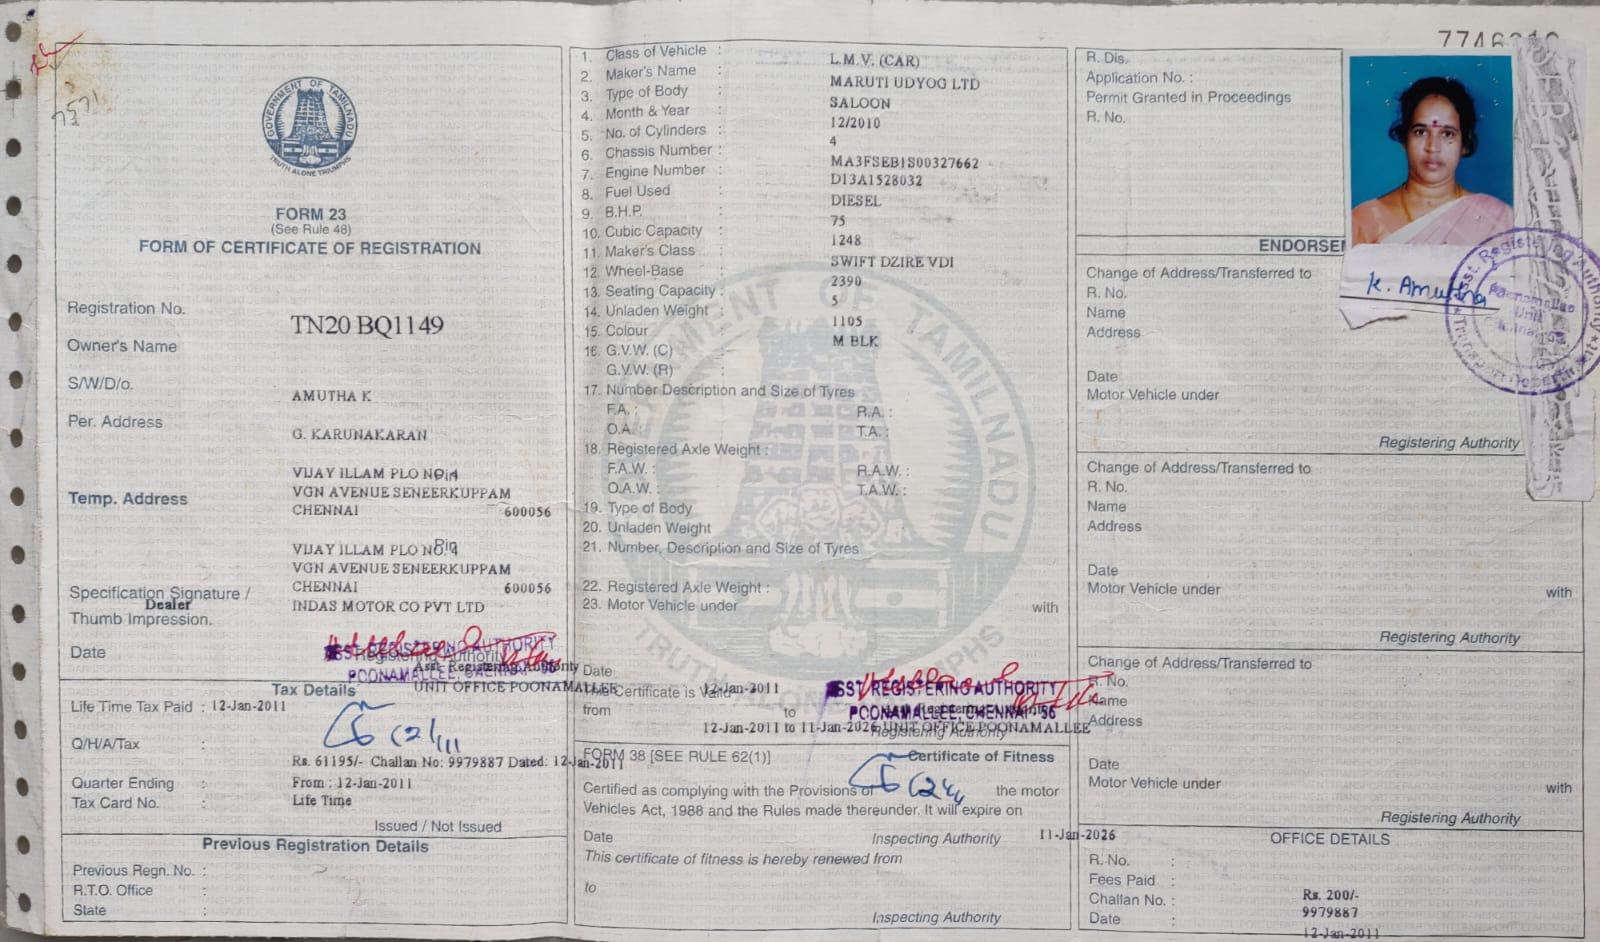 7571
GOVERNMENT OF TAMILNADU
TRUTH ALONE TRIUMPHS
FORM 23
(See Rule 48)
FORM OF CERTIFICATE OF REGISTRATION
Registration No.
TN20 BQ1149
Owner's Name
S/W/D/o.
AMUTHA K
Per. Address
G. KARUNAKARAN
VIJAY ILLAM PLO NO
Temp. Address
VGN AVENUE SENEERKUPPAM
CHENNAI 600056
VIJAY ILLAM PLO NO.
VGN AVENUE SENEERKUPPAM
CHENNAI 600056
Specification Signature /
Dealer INDAS MOTOR CO PVT LTD
Thumb Impression.
Date
ASST REGISTERING AUTHORITY
Registering Authority
Asst. Registering Authority
POONAMALLEE, CHENNAI - 56
UNIT OFFICE POONAMALLEE
Tax Details
Life Time Tax Paid : 12-Jan-2011
Q/H/A/Tax :
Rs. 61195/- Challan No: 9979887 Dated: 12-Jan-2011
Quarter Ending : From : 12-Jan-2011
Tax Card No. : Life Time
Issued / Not Issued
Previous Registration Details
Previous Regn. No. :
R.T.O. Office :
State :
1. Class of Vehicle : L.M.V. (CAR)
2. Maker's Name : MARUTI UDYOG LTD
3. Type of Body : SALOON
4. Month & Year : 12/2010
5. No. of Cylinders : 4
6. Chassis Number : MA3FSEB1S00327662
7. Engine Number : D13A1528032
8. Fuel Used : DIESEL
9. B.H.P. : 75
10. Cubic Capacity : 1248
11. Maker's Class : SWIFT DZIRE VDI
12. Wheel-Base : 2390
13. Seating Capacity : 5
14. Unladen Weight : 1105
15. Colour : M BLK
16. G.V.W. (C) :
G.V.W. (R) :
17. Number Description and Size of Tyres
F.A. : R.A. :
O.A. : T.A. :
18. Registered Axle Weight :
F.A.W. : R.A.W. :
O.A.W. : T.A.W. :
19. Type of Body
20. Unladen Weight
21. Number, Description and Size of Tyres
22. Registered Axle Weight :
23. Motor Vehicle under with
GOVERNMENT OF TAMILNADU
TRUTH ALONE TRIUMPHS
Date
The Certificate is Valid 12-Jan-2011
from to
12-Jan-2011 to 11-Jan-2026 UNIT OFFICE POONAMALLEE
ASST REGISTERING AUTHORITY
POONAMALLEE, CHENNAI - 56
Registering Authority
FORM 38 [SEE RULE 62(1)] Certificate of Fitness
Certified as complying with the Provisions of the motor
Vehicles Act, 1988 and the Rules made thereunder. It will expire on
Date Inspecting Authority 11-Jan-2026
This certificate of fitness is hereby renewed from
to
Inspecting Authority
R. Dis.
Application No. :
Permit Granted in Proceedings
R. No.
K. Amutha
Asst. Registering Authority
Poonamallee
Unit
Transport Department
Change of Address/Transferred to
R. No.
Name
Address
Date
Motor Vehicle under
Registering Authority
Change of Address/Transferred to
R. No.
Name
Address
Date
Motor Vehicle under with
Registering Authority
Change of Address/Transferred to
R. No.
Name
Address
Date
Motor Vehicle under with
Registering Authority
OFFICE DETAILS
R. No. :
Fees Paid : Rs. 200/-
Challan No. : 9979887
Date : 12-Jan-2011